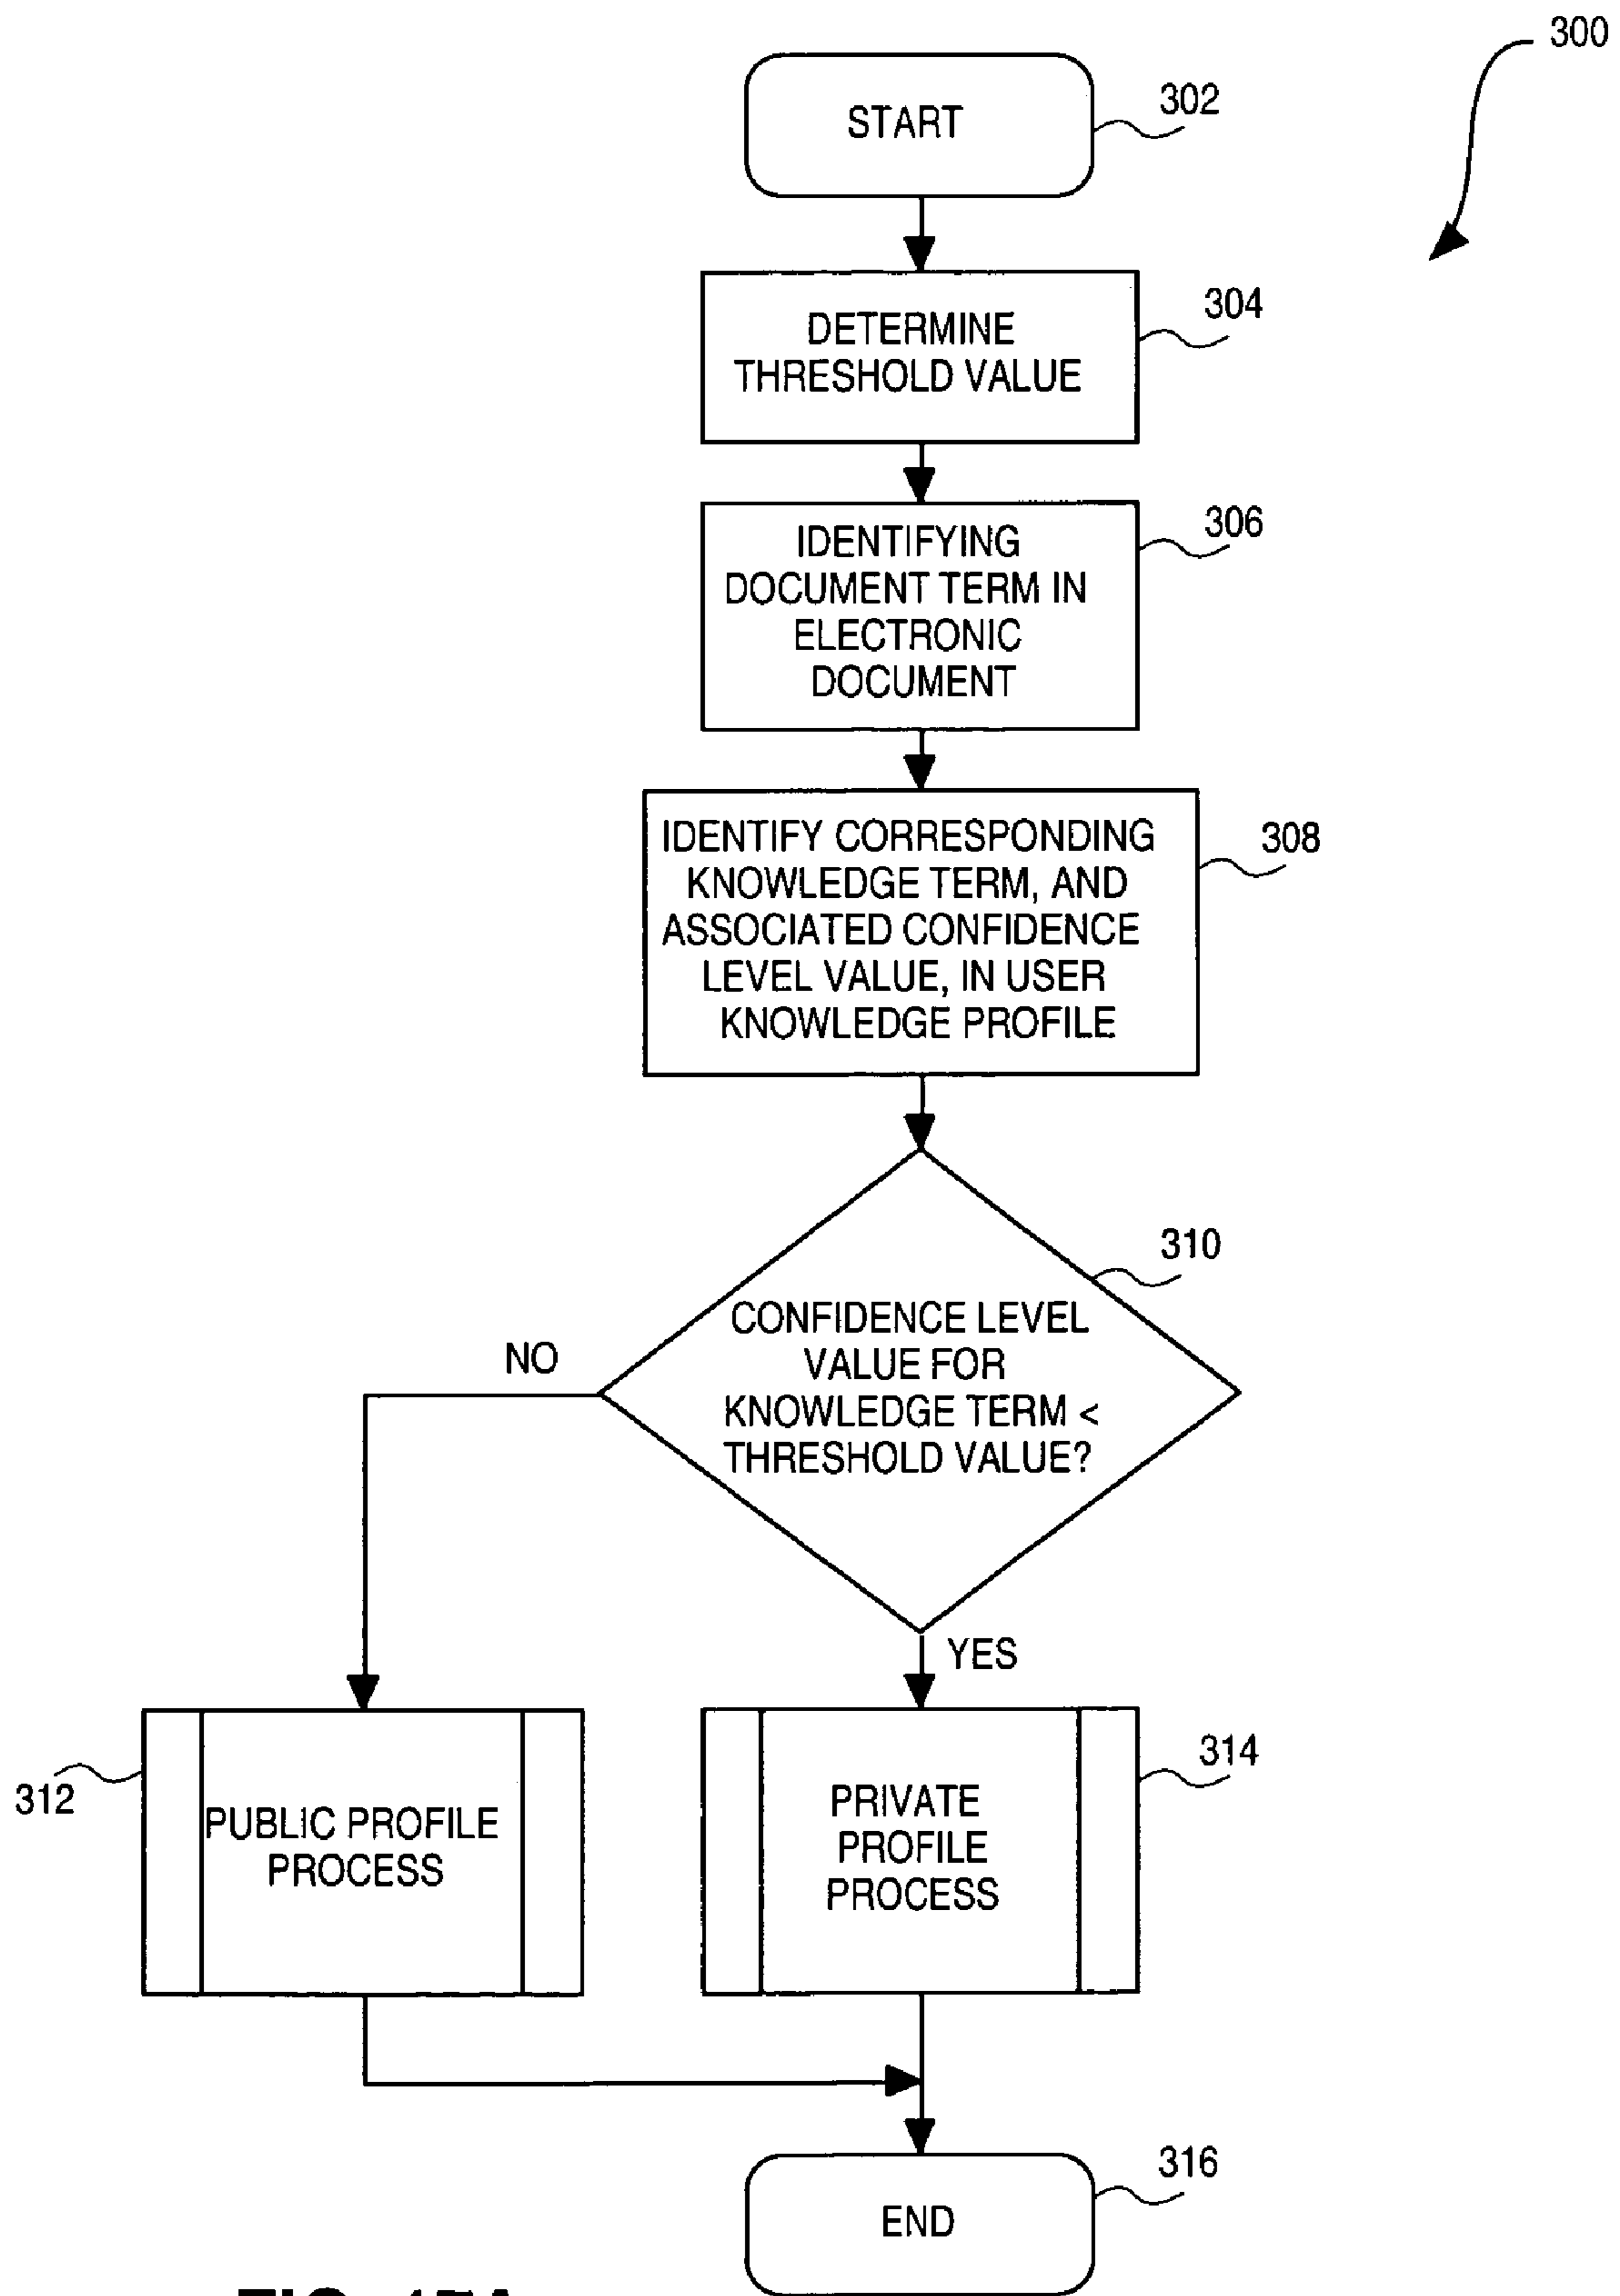 300
START
302
DETERMINE
THRESHOLD VALUE
304
IDENTIFYING
DOCUMENT TERM IN
ELECTRONIC
DOCUMENT
306
IDENTIFY CORRESPONDING
KNOWLEDGE TERM, AND
ASSOCIATED CONFIDENCE
LEVEL VALUE, IN USER
KNOWLEDGE PROFILE
308
310
CONFIDENCE LEVEL
VALUE FOR
KNOWLEDGE TERM <
THRESHOLD VALUE?
NO
YES
312
PUBLIC PROFILE
PROCESS
PRIVATE
PROFILE
PROCESS
314
316
END